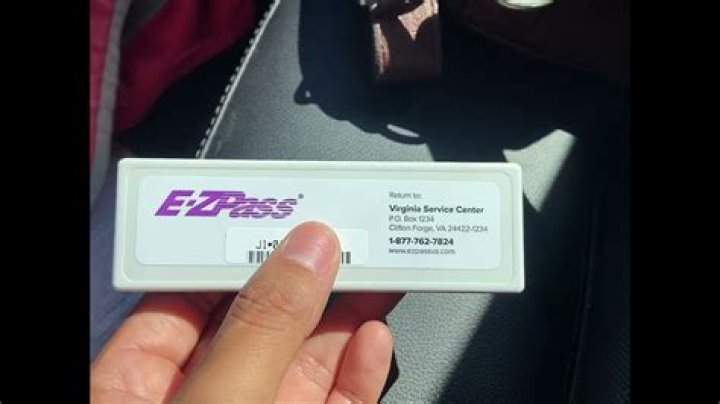 E-ZPass®
Return to:
Virginia Service Center
P.O. Box 1234
Clifton Forge, VA 24422-1234
1-877-762-7824
www.ezpassva.com